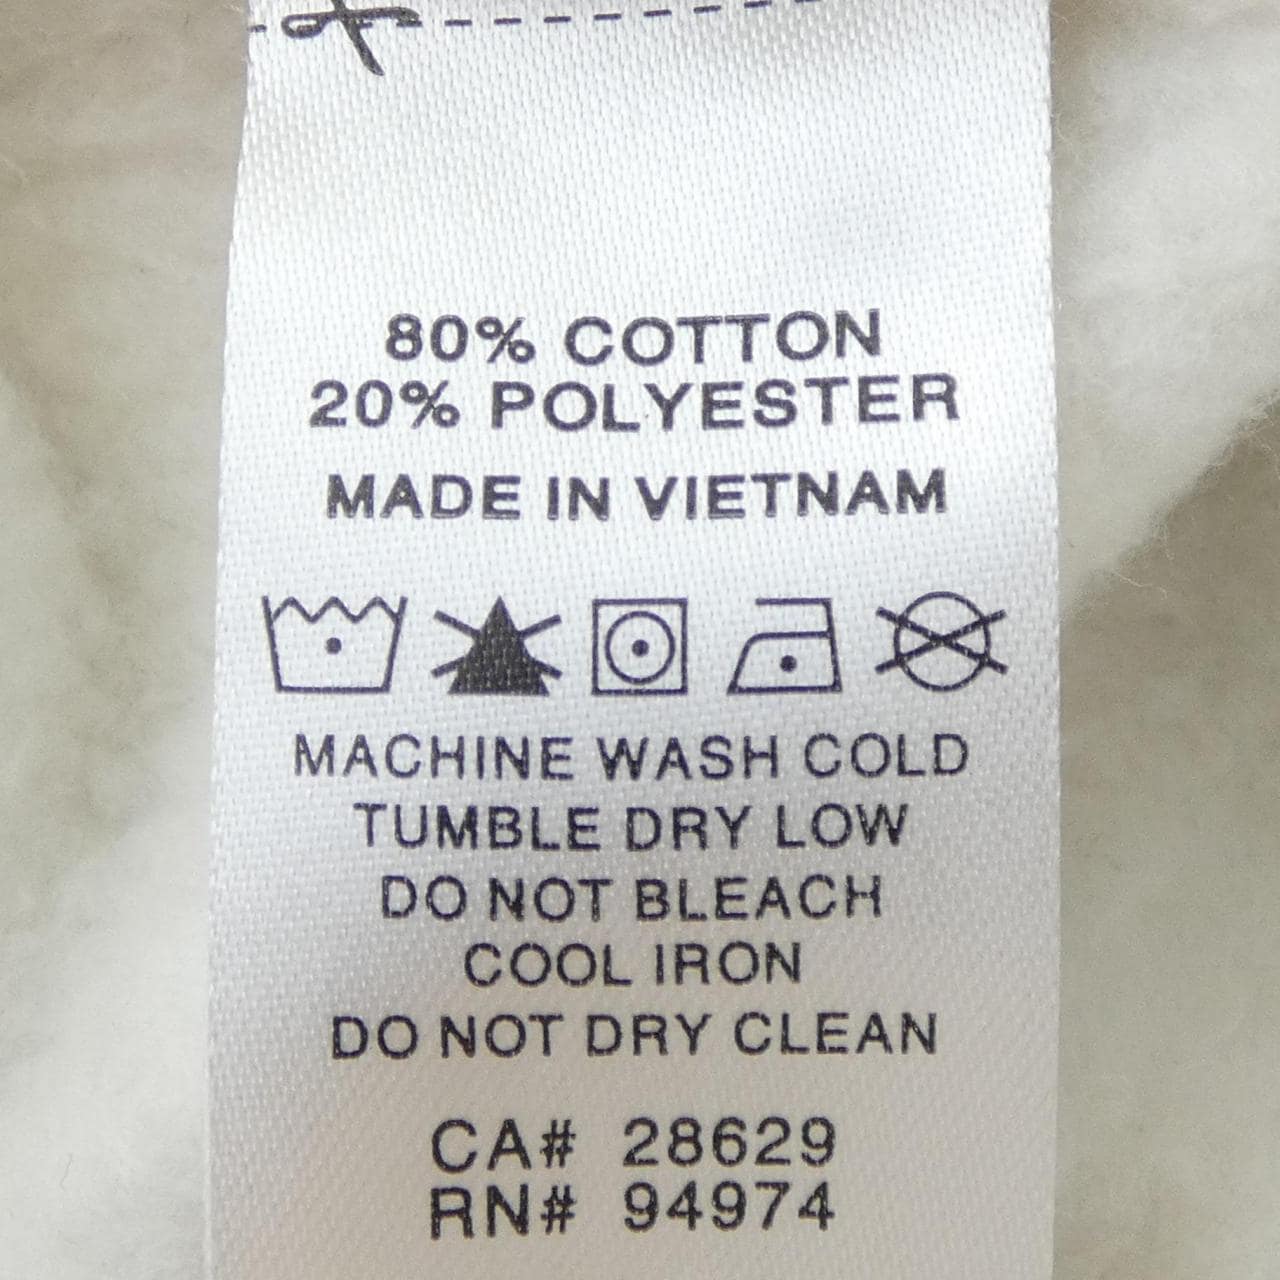 80% COTTON
20% POLYESTER
MADE IN VIETNAM
MACHINE WASH COLD
TUMBLE DRY LOW
DO NOT BLEACH
COOL IRON
DO NOT DRY CLEAN
CA# 28629
RN# 94974